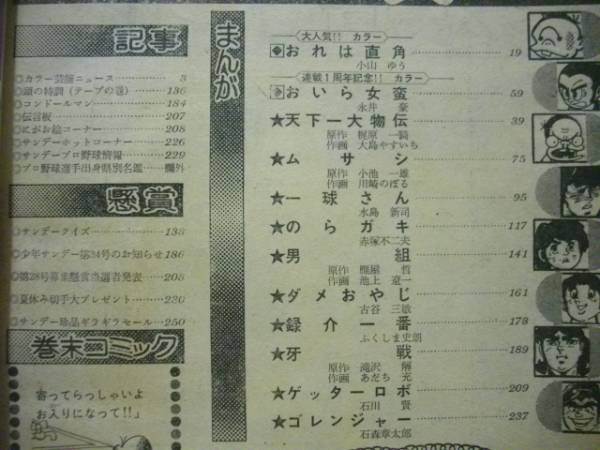 記事
◎カラー芸能ニュース……3
◎頭の特訓(テープの巻)……136
◎コンドールマン……184
◎伝言板……207
◎にがお絵コーナー……208
◎サンデーホットコーナー……226
◎サンデープロ野球情報……229
◎プロ野球選手出身県別名鑑……欄外
懸賞
◎サンデークイズ……138
◎少年サンデー第34号のお知らせ…186
◎第28号募集懸賞当選者発表……208
◎夏休み切手大プレゼント……230
◎サンデー珍品ギラギラセール……250
巻末コミック
寄ってらっしゃいよ
お入りになって!!」
まんが
大人気!! カラー
おれは直角……19
小山 ゆう
連載1周年記念!! カラー
おいら女蛮……59
永井 豪
★天下一大物伝……39
原作 梶原 一騎
作画 大島やすいち
★ムサシ……75
原作 小池 一雄
作画 川崎のぼる
★一球さん……95
水島 新司
★のらガキ……117
赤塚不二夫
★男組……141
原作 雁屋 哲
作画 池上 遼一
★ダメおやじ……161
古谷 三敏
★録介一番……178
ふくしま史朗
★牙戦……189
原作 滝沢 解
作画 あだち 充
★ゲッターロボ……209
石川 賢
★ゴレンジャー……237
石森章太郎